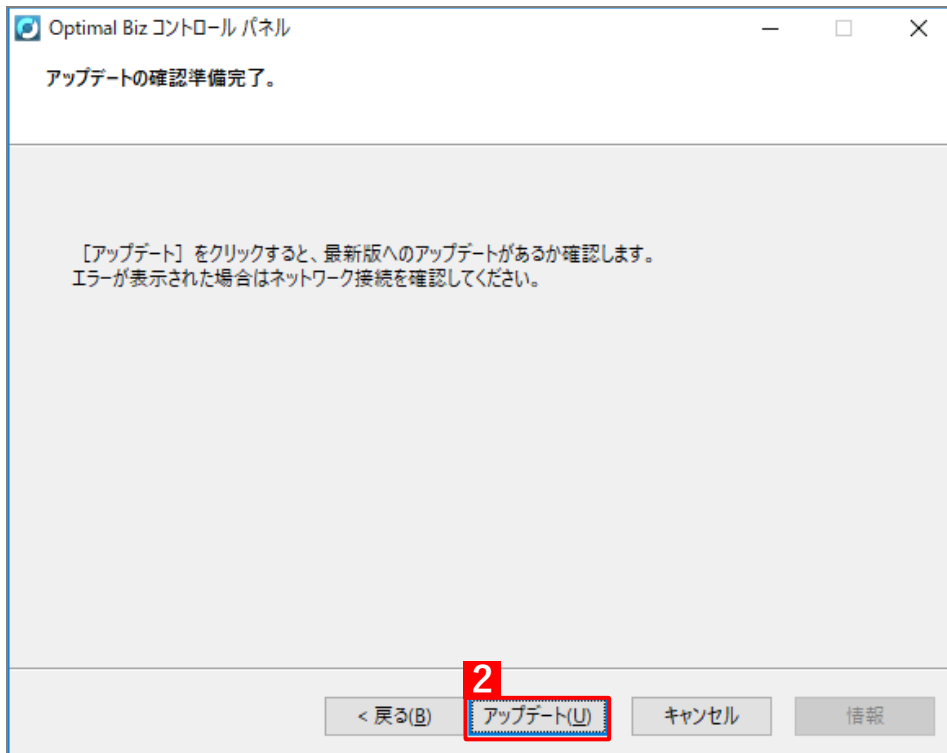 Optimal Biz コントロール パネル
アップデートの確認準備完了。
［アップデート］をクリックすると、最新版へのアップデートがあるか確認します。
エラーが表示された場合はネットワーク接続を確認してください。
2
< 戻る(B) アップデート(U) キャンセル 情報